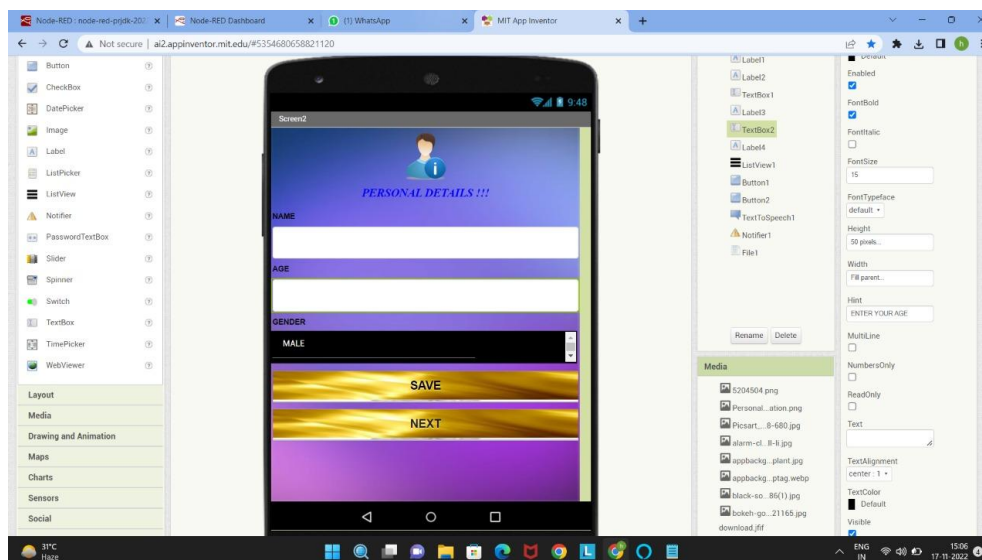 Node-RED : node-red-prjdk-202
Node-RED Dashboard
(1) WhatsApp
MIT App Inventor
Not secure | ai2.appinventor.mit.edu/#5354680658821120
h
Button
CheckBox
DatePicker
Image
Label
ListPicker
ListView
Notifier
PasswordTextBox
Slider
Spinner
Switch
TextBox
TimePicker
WebViewer
Layout
Media
Drawing and Animation
Maps
Charts
Sensors
Social
9:48
Screen2
PERSONAL DETAILS !!!
NAME
AGE
GENDER
MALE
SAVE
NEXT
Label1
Label2
TextBox1
Label3
TextBox2
Label4
ListView1
Button1
Button2
TextToSpeech1
Notifier1
File1
Rename Delete
Media
5204504.png
Personal...ation.png
Picsart_...8-680.jpg
alarm-cl...8-li.jpg
appbackg...plant.jpg
appbackg...ptag.webp
black-so...86(1).jpg
bokeh-go...21165.jpg
download.jfif
Default
Enabled
FontBold
FontItalic
FontSize
15
FontTypeface
default
Height
50 pixels...
Width
Fill parent...
Hint
ENTER YOUR AGE
MultiLine
NumbersOnly
ReadOnly
Text
TextAlignment
center : 1
TextColor
Default
Visible
31°C
Haze
ENG
IN
15:06
17-11-2022
4